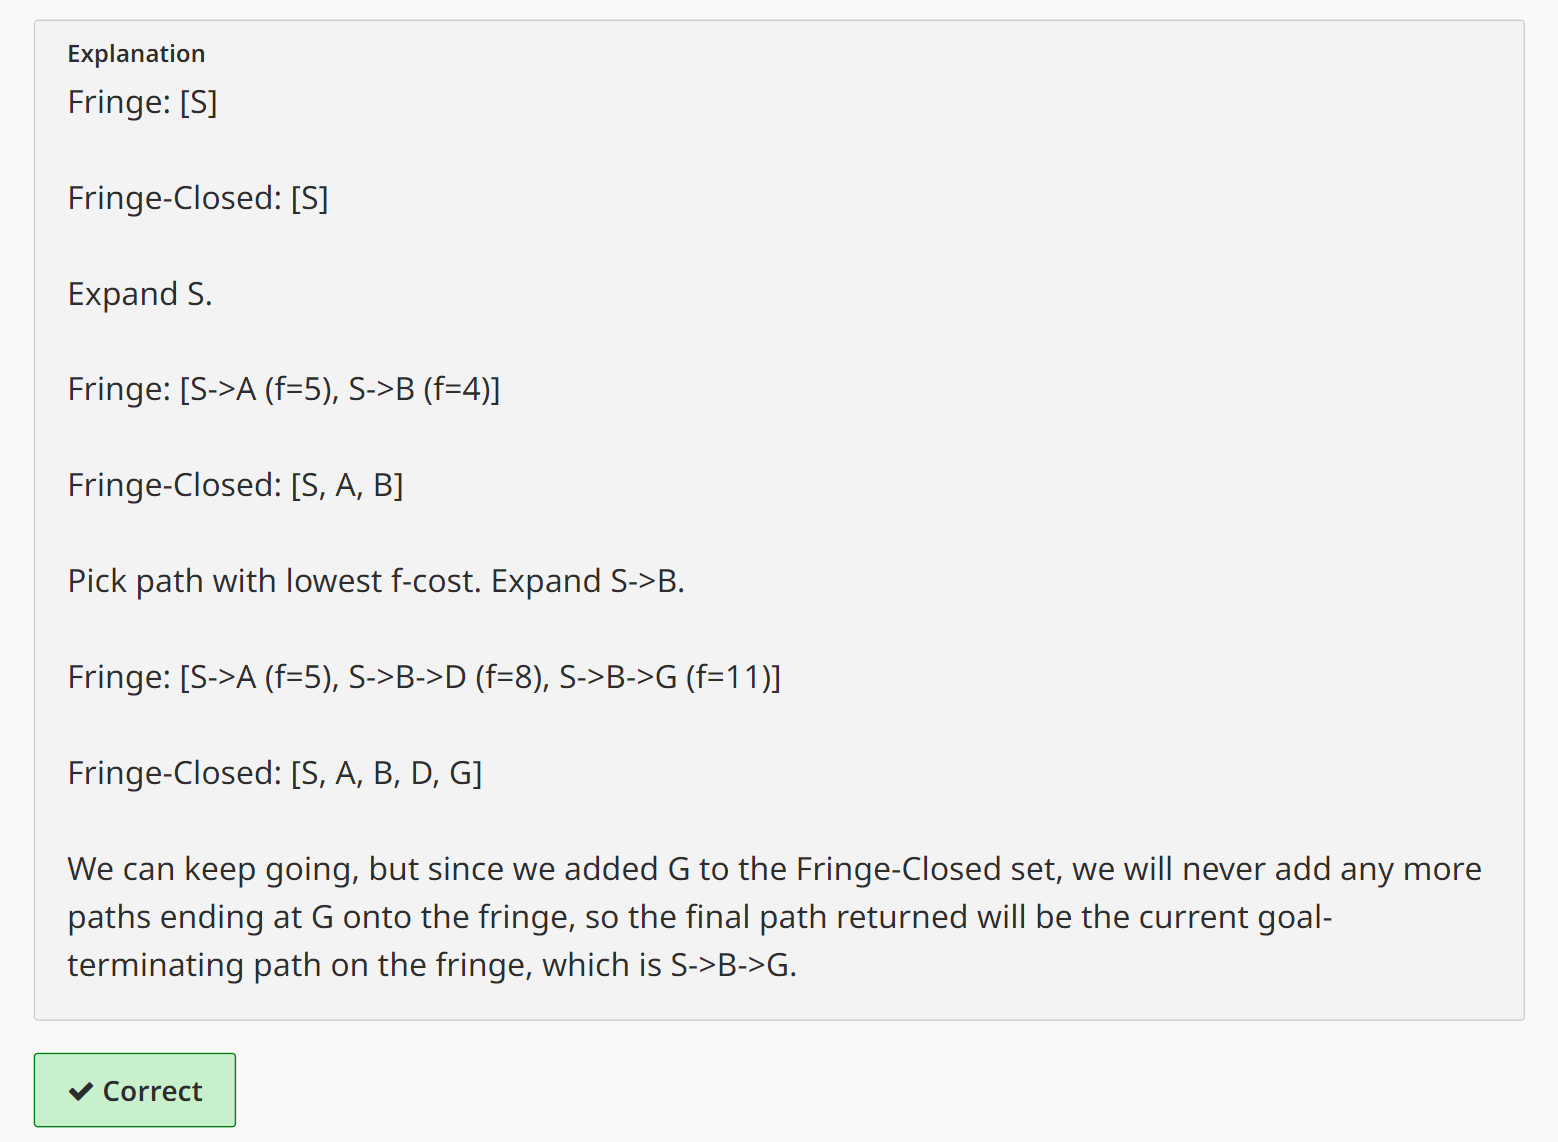 Explanation
Fringe: [S]
Fringe-Closed: [S]
Expand S.
Fringe: [S->A (f=5), S->B (f=4)]
Fringe-Closed: [S, A, B]
Pick path with lowest f-cost. Expand S->B.
Fringe: [S->A (f=5), S->B->D (f=8), S->B->G (f=11)]
Fringe-Closed: [S, A, B, D, G]
We can keep going, but since we added G to the Fringe-Closed set, we will never add any more
paths ending at G onto the fringe, so the final path returned will be the current goal-
terminating path on the fringe, which is S->B->G.
Correct